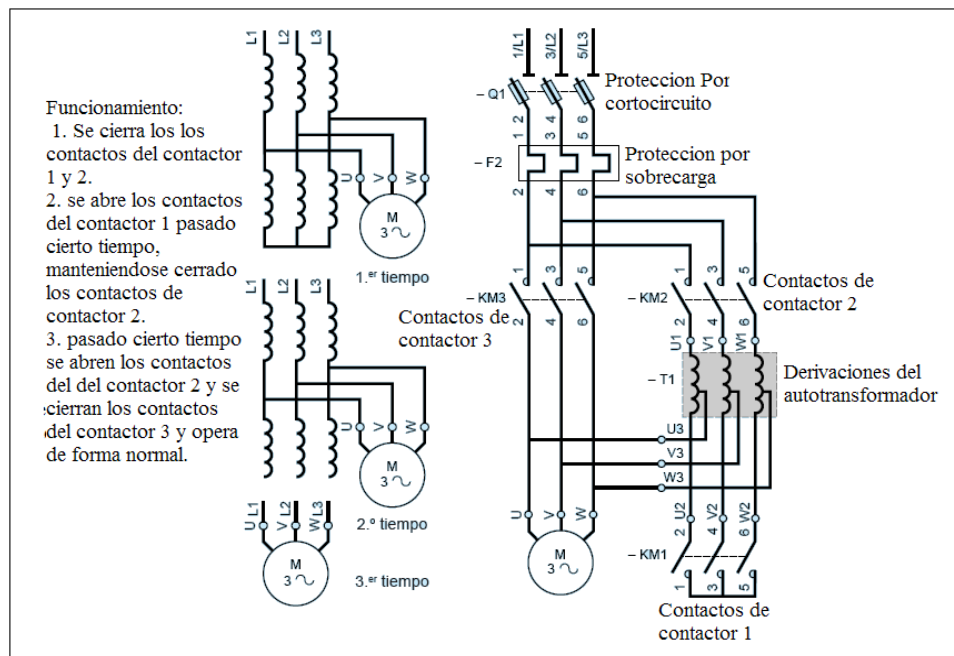 Funcionamiento:
1. Se cierra los los
contactos del contactor
1 y 2.
2. se abre los contactos
del contactor 1 pasado
cierto tiempo,
manteniendose cerrado
los contactos de
contactor 2.
3. pasado cierto tiempo
se abren los contactos
del del contactor 2 y se
cierran los contactos
del contactor 3 y opera
de forma normal.
L1 L2 L3
U V W
M
3
1.er tiempo
L1 L2 L3
U V W
M
3
2.º tiempo
U L1 V L2 W L3
M
3
3.er tiempo
1/L1 3/L2 5/L3
– Q1
Proteccion Por
cortocircuito
2 4 6
1 3 5
– F2
Proteccion por
sobrecarga
2 4 6
1 3 5
– KM3
Contactos de
contactor 3
2 4 6
1 3 5
– KM2
Contactos de
contactor 2
2 4 6
U1 V1 W1
– T1
Derivaciones del
autotransformador
U3
V3
W3
U V W
M
3
U2 V2 W2
2 4 6
– KM1
1 3 5
Contactos de
contactor 1